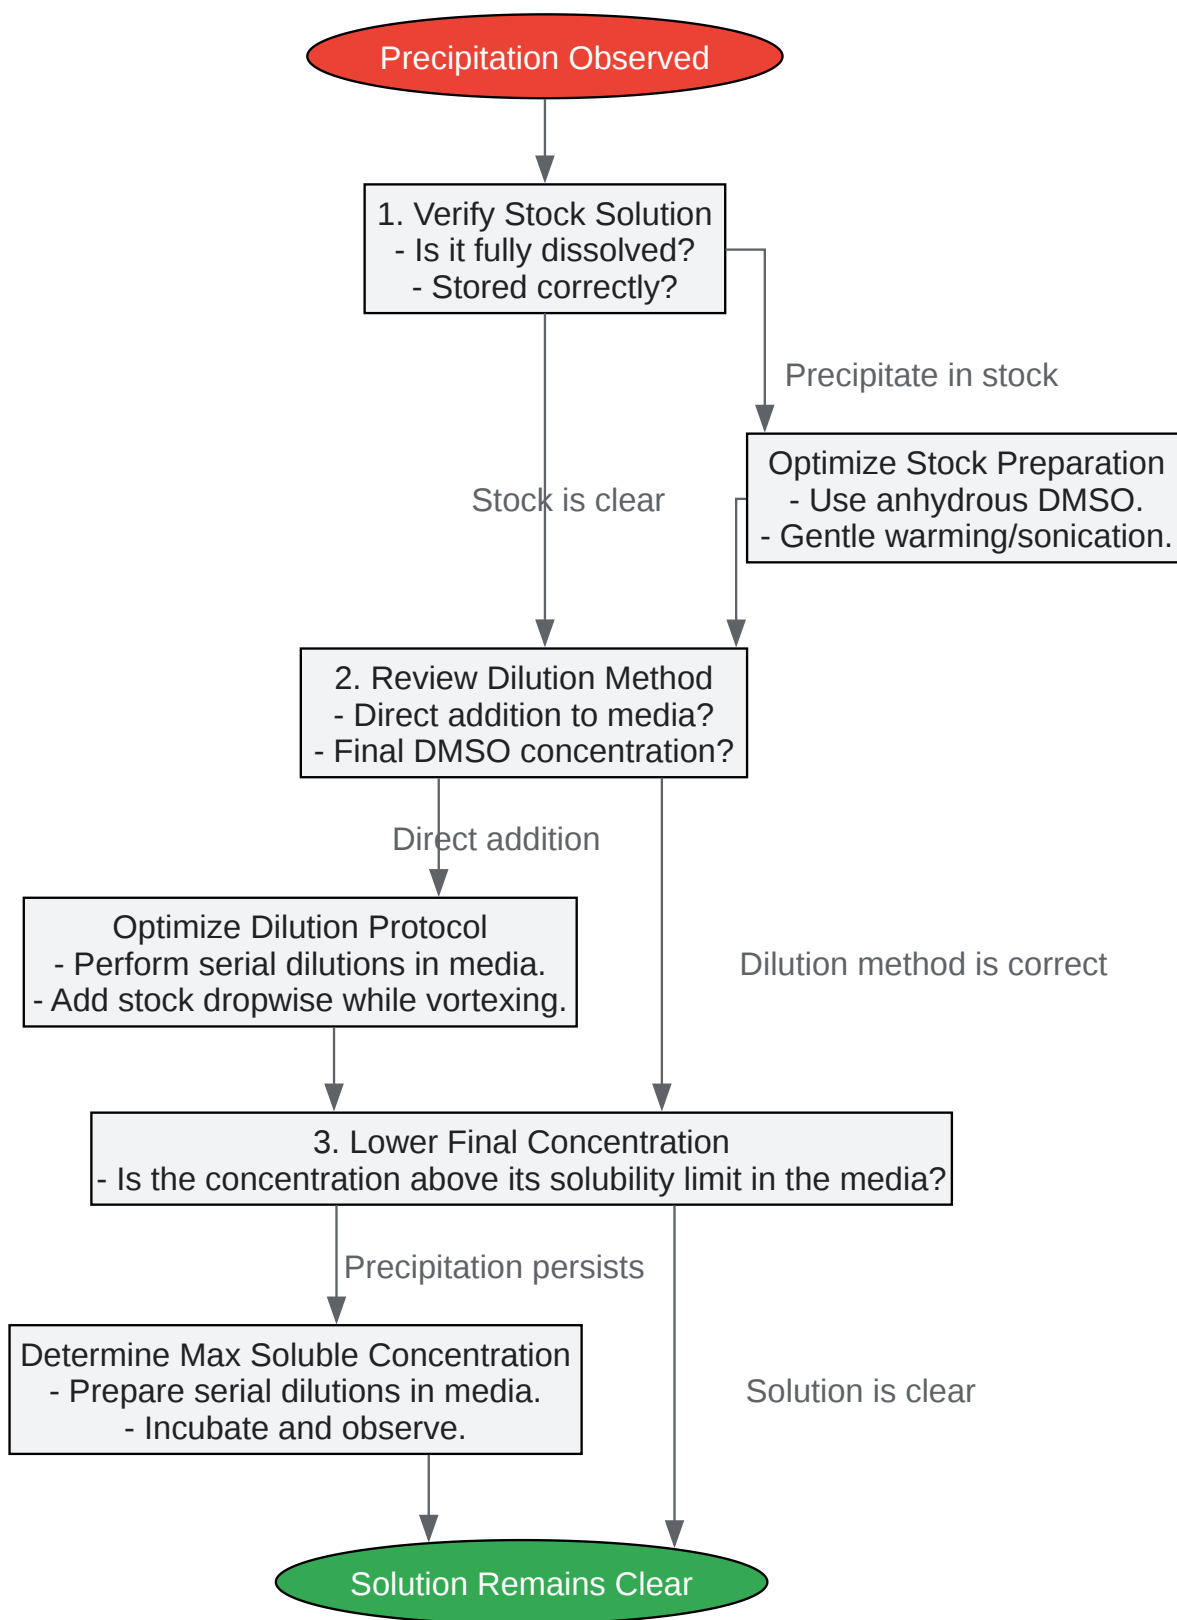 Precipitation Observed
1. Verify Stock Solution
- Is it fully dissolved?
- Stored correctly?
Precipitate in stock
Optimize Stock Preparation
- Use anhydrous DMSO.
- Gentle warming/sonication.
Stock is clear
2. Review Dilution Method
- Direct addition to media?
- Final DMSO concentration?
Direct addition
Optimize Dilution Protocol
- Perform serial dilutions in media.
- Add stock dropwise while vortexing.
Dilution method is correct
3. Lower Final Concentration
- Is the concentration above its solubility limit in the media?
Precipitation persists
Determine Max Soluble Concentration
- Prepare serial dilutions in media.
- Incubate and observe.
Solution is clear
Solution Remains Clear